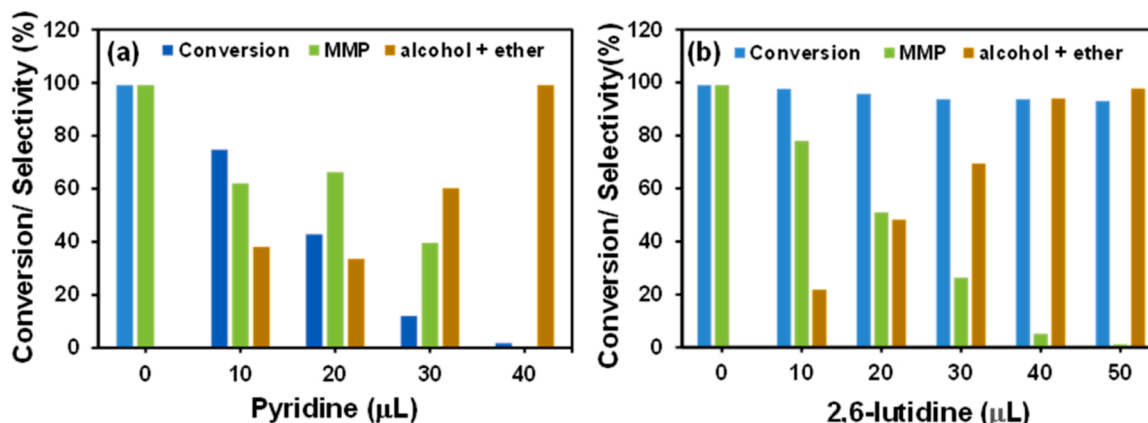 Conversion/ Selectivity (%)
120
100
80
60
40
20
0
(a)
Conversion MMP alcohol + ether
0 10 20 30 40
Pyridine (μL)
Conversion/ Selectivity(%)
120
100
80
60
40
20
0
(b)
Conversion MMP alcohol + ether
0 10 20 30 40 50
2,6-lutidine (μL)